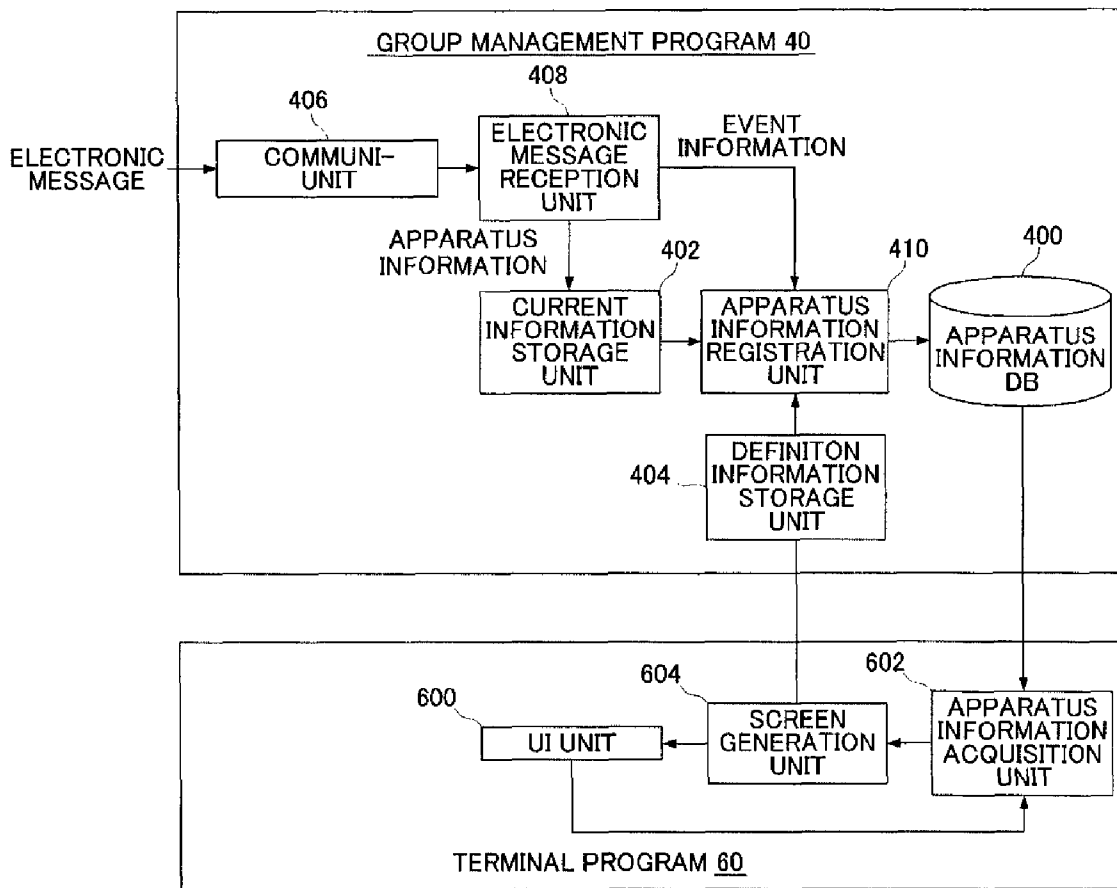 GROUP MANAGEMENT PROGRAM 40
408
406
ELECTRONIC
MESSAGE
COMMUNI-
UNIT
ELECTRONIC
MESSAGE
RECEPTION
UNIT
EVENT
INFORMATION
APPARATUS
INFORMATION
402
410
400
CURRENT
INFORMATION
STORAGE
UNIT
APPARATUS
INFORMATION
REGISTRATION
UNIT
APPARATUS
INFORMATION
DB
404
DEFINITON
INFORMATION
STORAGE
UNIT
600
604
602
UI UNIT
SCREEN
GENERATION
UNIT
APPARATUS
INFORMATION
ACQUISITION
UNIT
TERMINAL PROGRAM 60